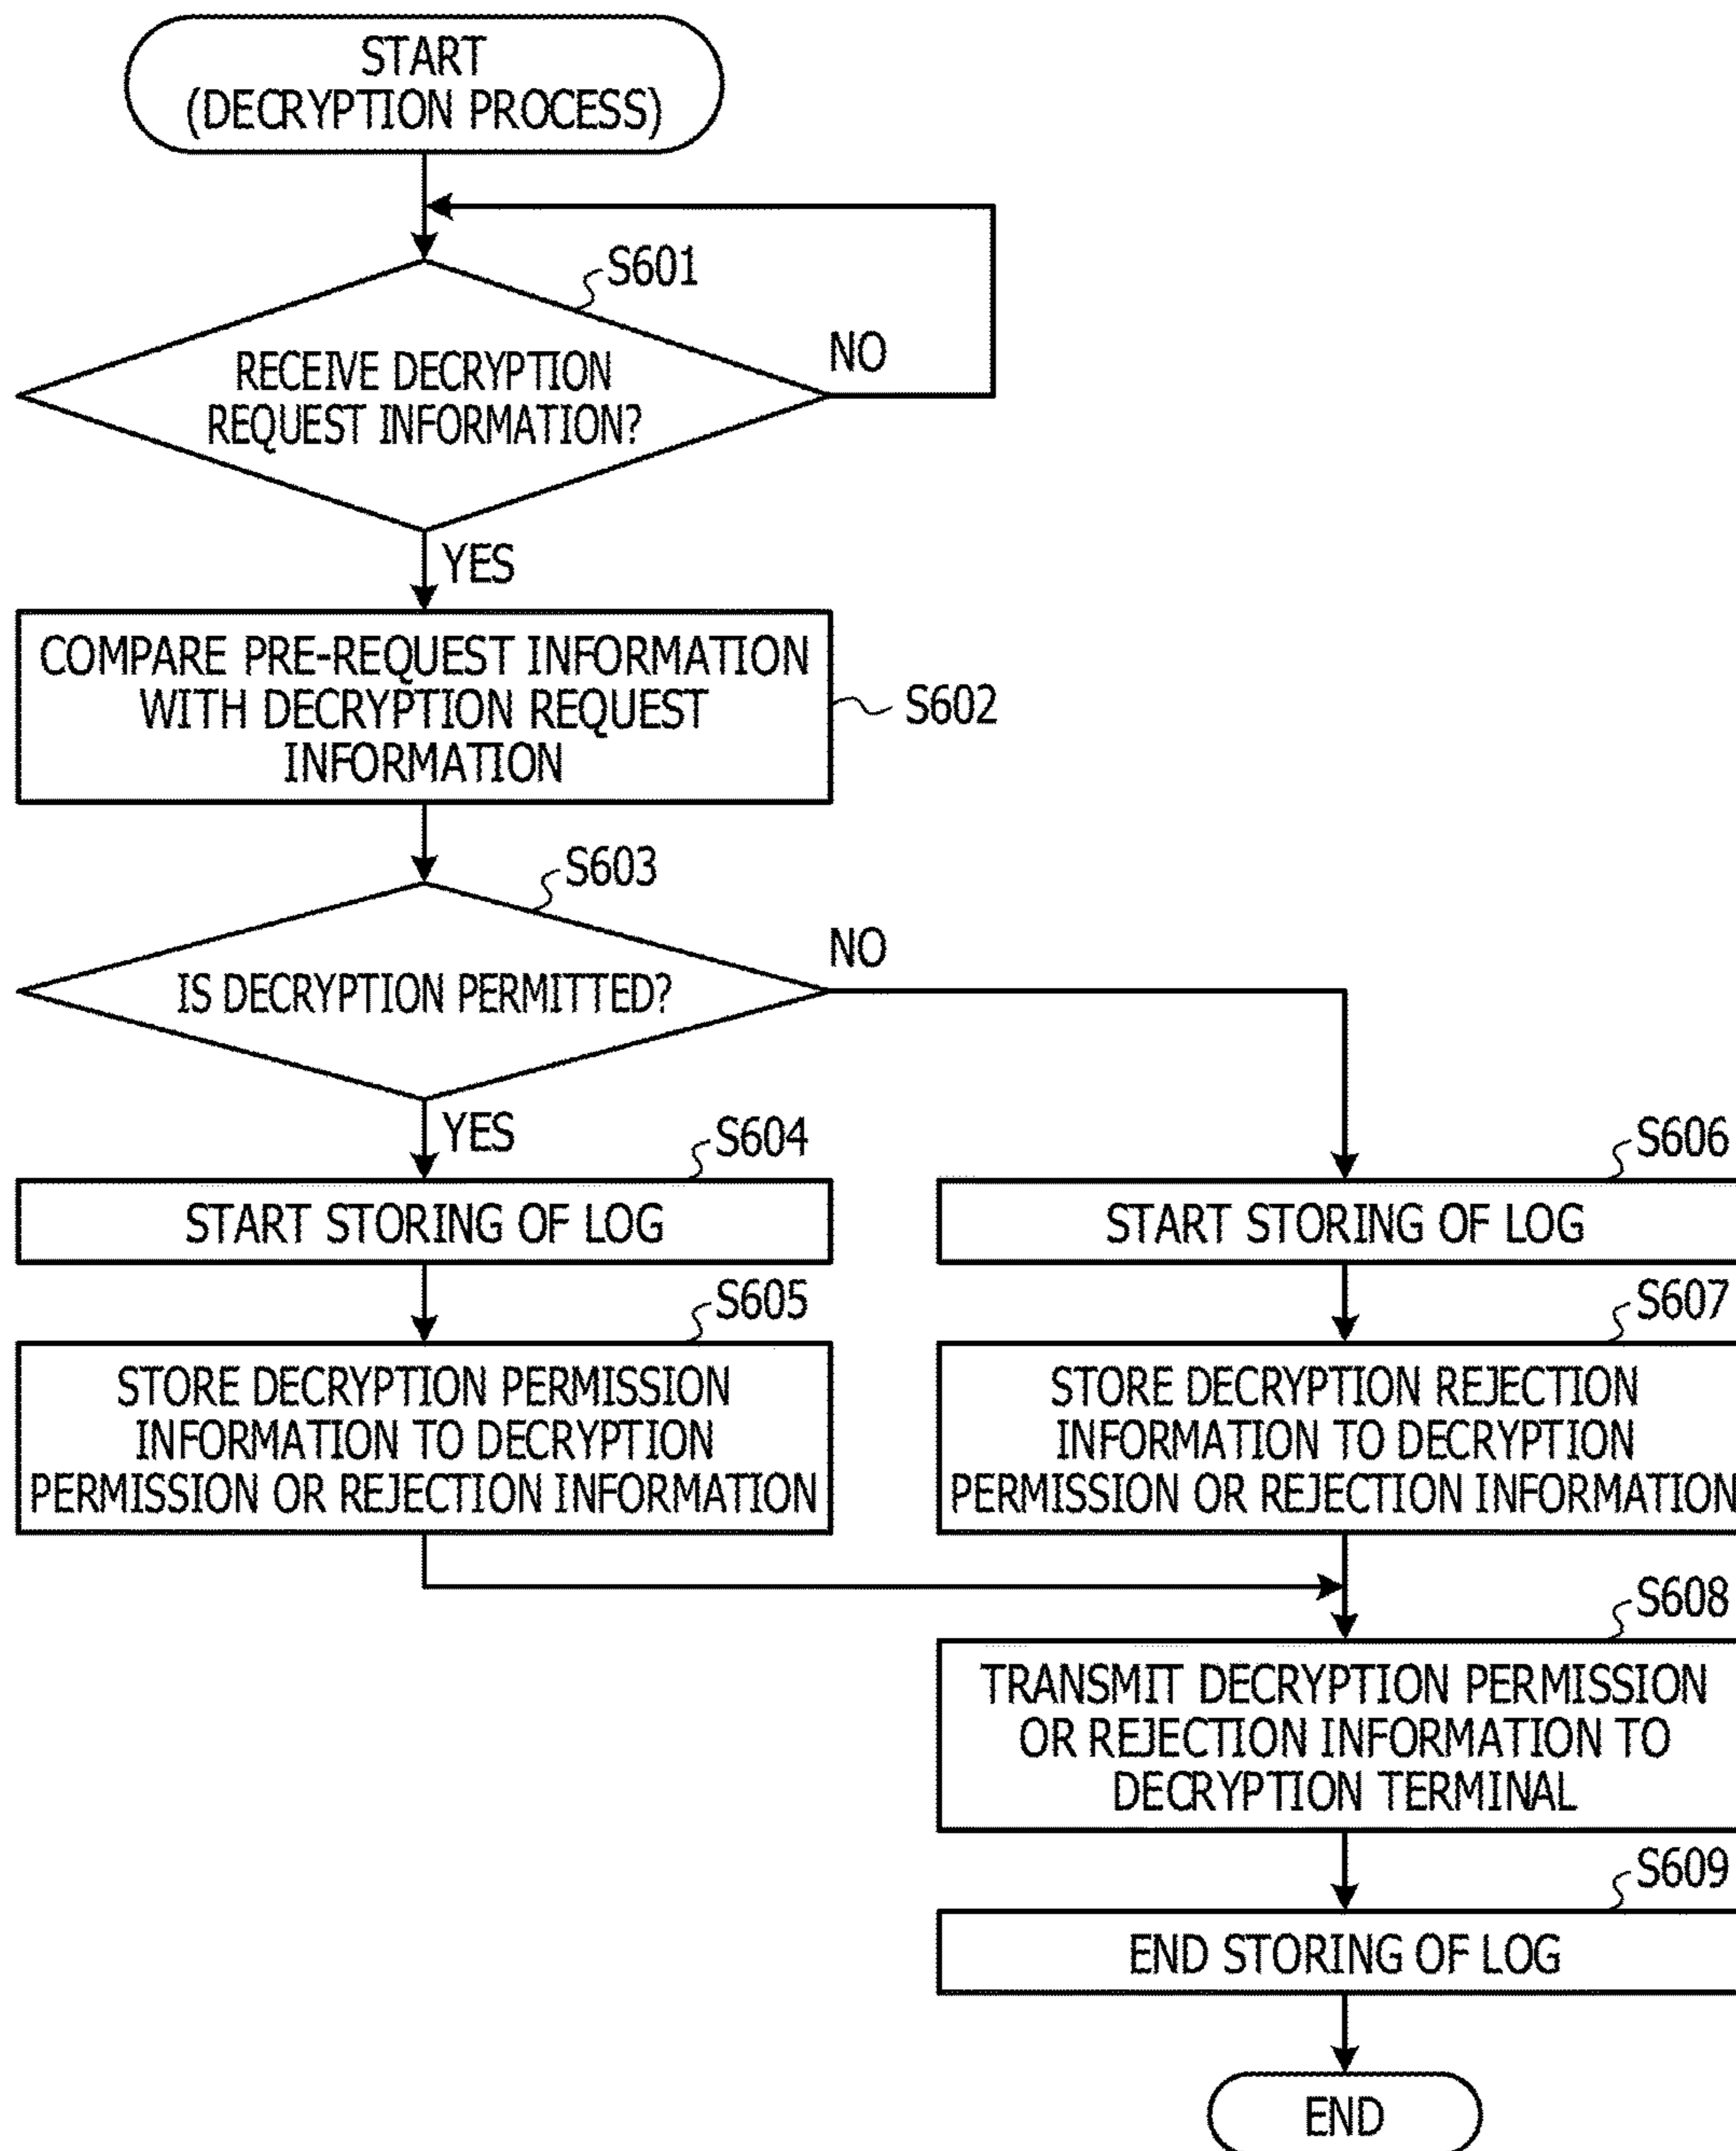 START
(DECRYPTION PROCESS)
S601
RECEIVE DECRYPTION
REQUEST INFORMATION?
NO
YES
COMPARE PRE-REQUEST INFORMATION
WITH DECRYPTION REQUEST
INFORMATION
S602
S603
IS DECRYPTION PERMITTED?
NO
YES
S604
START STORING OF LOG
S605
STORE DECRYPTION PERMISSION
INFORMATION TO DECRYPTION
PERMISSION OR REJECTION INFORMATION
S606
START STORING OF LOG
S607
STORE DECRYPTION REJECTION
INFORMATION TO DECRYPTION
PERMISSION OR REJECTION INFORMATION
S608
TRANSMIT DECRYPTION PERMISSION
OR REJECTION INFORMATION TO
DECRYPTION TERMINAL
S609
END STORING OF LOG
END